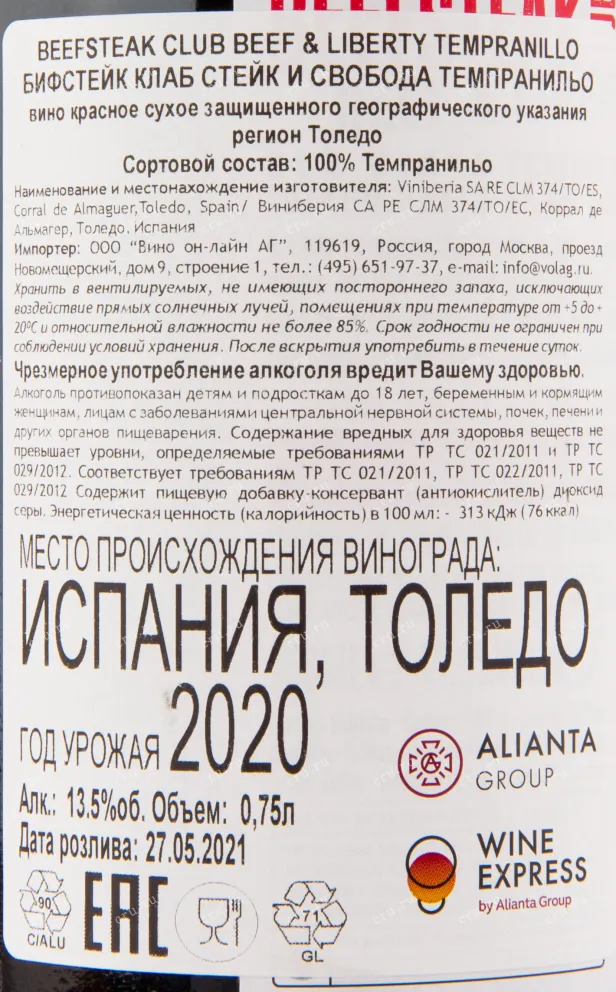 BEEFSTEAK CLUB BEEF & LIBERTY TEMPRANILLO
БИФСТЕЙК КЛАБ СТЕЙК И СВОБОДА ТЕМПРАНИЛЬО
вино красное сухое защищенного географического указания
регион Толедо
Сортовой состав: 100% Темпранильо
Наименование и местонахождение изготовителя: Viniberia SA RE CLM 374/TO/ES,
Corral de Almaguer,Toledo, Spain/ Виниберия СА РЕ СЛМ 374/ТО/ЕС, Коррал де
Альмагер, Толедо, Испания
Импортер: ООО "Вино он-лайн АГ", 119619, Россия, город Москва, проезд
Новомещерский, дом 9, строение 1, тел.: (495) 651-97-37, e-mail: info@volag.ru.
Хранить в вентилируемых, не имеющих постороннего запаха, исключающих
воздействие прямых солнечных лучей, помещениях при температуре от +5 до +
20ºС и относительной влажности не более 85%. Срок годности не ограничен при
соблюдении условий хранения. После вскрытия употребить в течение суток.
Чрезмерное употребление алкоголя вредит Вашему здоровью.
Алкоголь противопоказан детям и подросткам до 18 лет, беременным и кормящим
женщинам, лицам с заболеваниями центральной нервной системы, почек, печени и
других органов пищеварения. Содержание вредных для здоровья веществ не
превышает уровни, определяемые требованиями ТР ТС 021/2011 и ТР ТС
029/2012. Соответствует требованиям ТР ТС 021/2011, ТР ТС 022/2011, ТР ТС
029/2012 Содержит пищевую добавку-консервант (антиокислитель) диоксид
серы. Энергетическая ценность (калорийность) в 100 мл: - 313 кДж (76 ккал)
МЕСТО ПРОИСХОЖДЕНИЯ ВИНОГРАДА:
ИСПАНИЯ, ТОЛЕДО
ГОД УРОЖАЯ 2020
Алк.: 13.5%об. Объем: 0,75л
Дата розлива: 27.05.2021
ALIANTA
GROUP
WINE
EXPRESS
by Alianta Group
90
C/ALU
EAC
71
GL